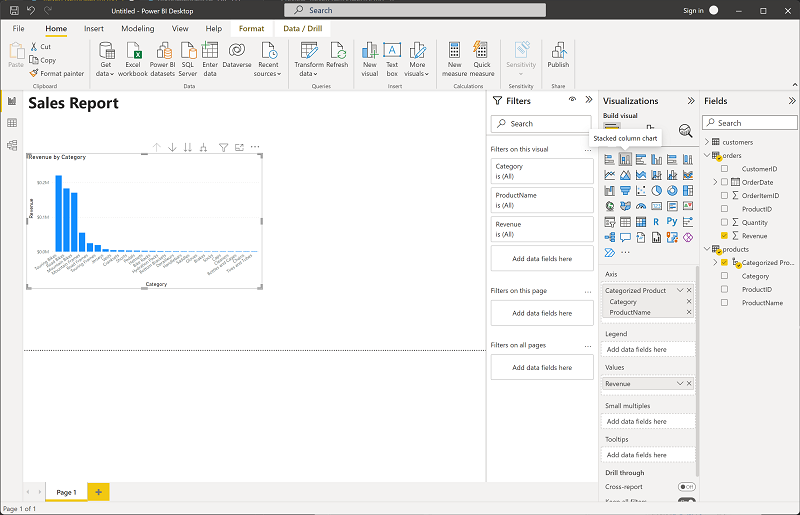 Untitled - Power BI Desktop
Search
Sign in
File
Home
Insert
Modeling
View
Help
Format
Data / Drill
Paste
Cut
Copy
Format painter
Clipboard
Get data
Excel workbook
Power BI datasets
SQL Server
Enter data
Dataverse
Recent sources
Data
Transform data
Refresh
Queries
New visual
Text box
More visuals
Insert
New measure
Quick measure
Calculations
Sensitivity
Sensitivity
Publish
Share
Sales Report
Revenue by Category
Revenue
$0.2M
$0.1M
$0.0M
Category
Filters
Search
Filters on this visual
Category
is (All)
ProductName
is (All)
Revenue
is (All)
Add data fields here
Filters on this page
Add data fields here
Filters on all pages
Add data fields here
Visualizations
Build visual
Stacked column chart
Axis
Categorized Product
Category
ProductName
Legend
Add data fields here
Values
Revenue
Small multiples
Add data fields here
Tooltips
Add data fields here
Drill through
Cross-report
Off
Keep all filters
Fields
Search
customers
orders
CustomerID
OrderDate
OrderItemID
ProductID
Quantity
Revenue
products
Categorized Pro...
Category
ProductID
ProductName
Page 1
Page 1 of 1